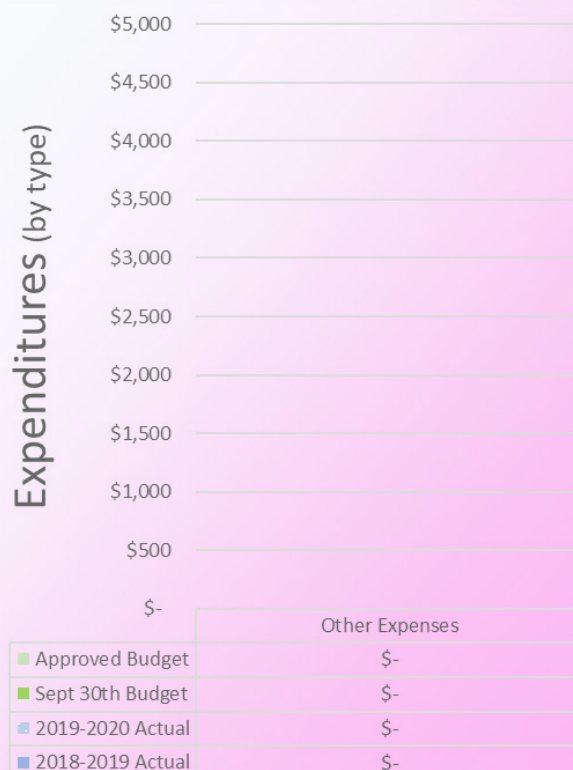 Expenditures (by type)
$5,000
$4,500
$4,000
$3,500
$3,000
$2,500
$2,000
$1,500
$1,000
$500
$-
Other Expenses
Approved Budget $-
Sept 30th Budget $-
2019-2020 Actual $-
2018-2019 Actual $-